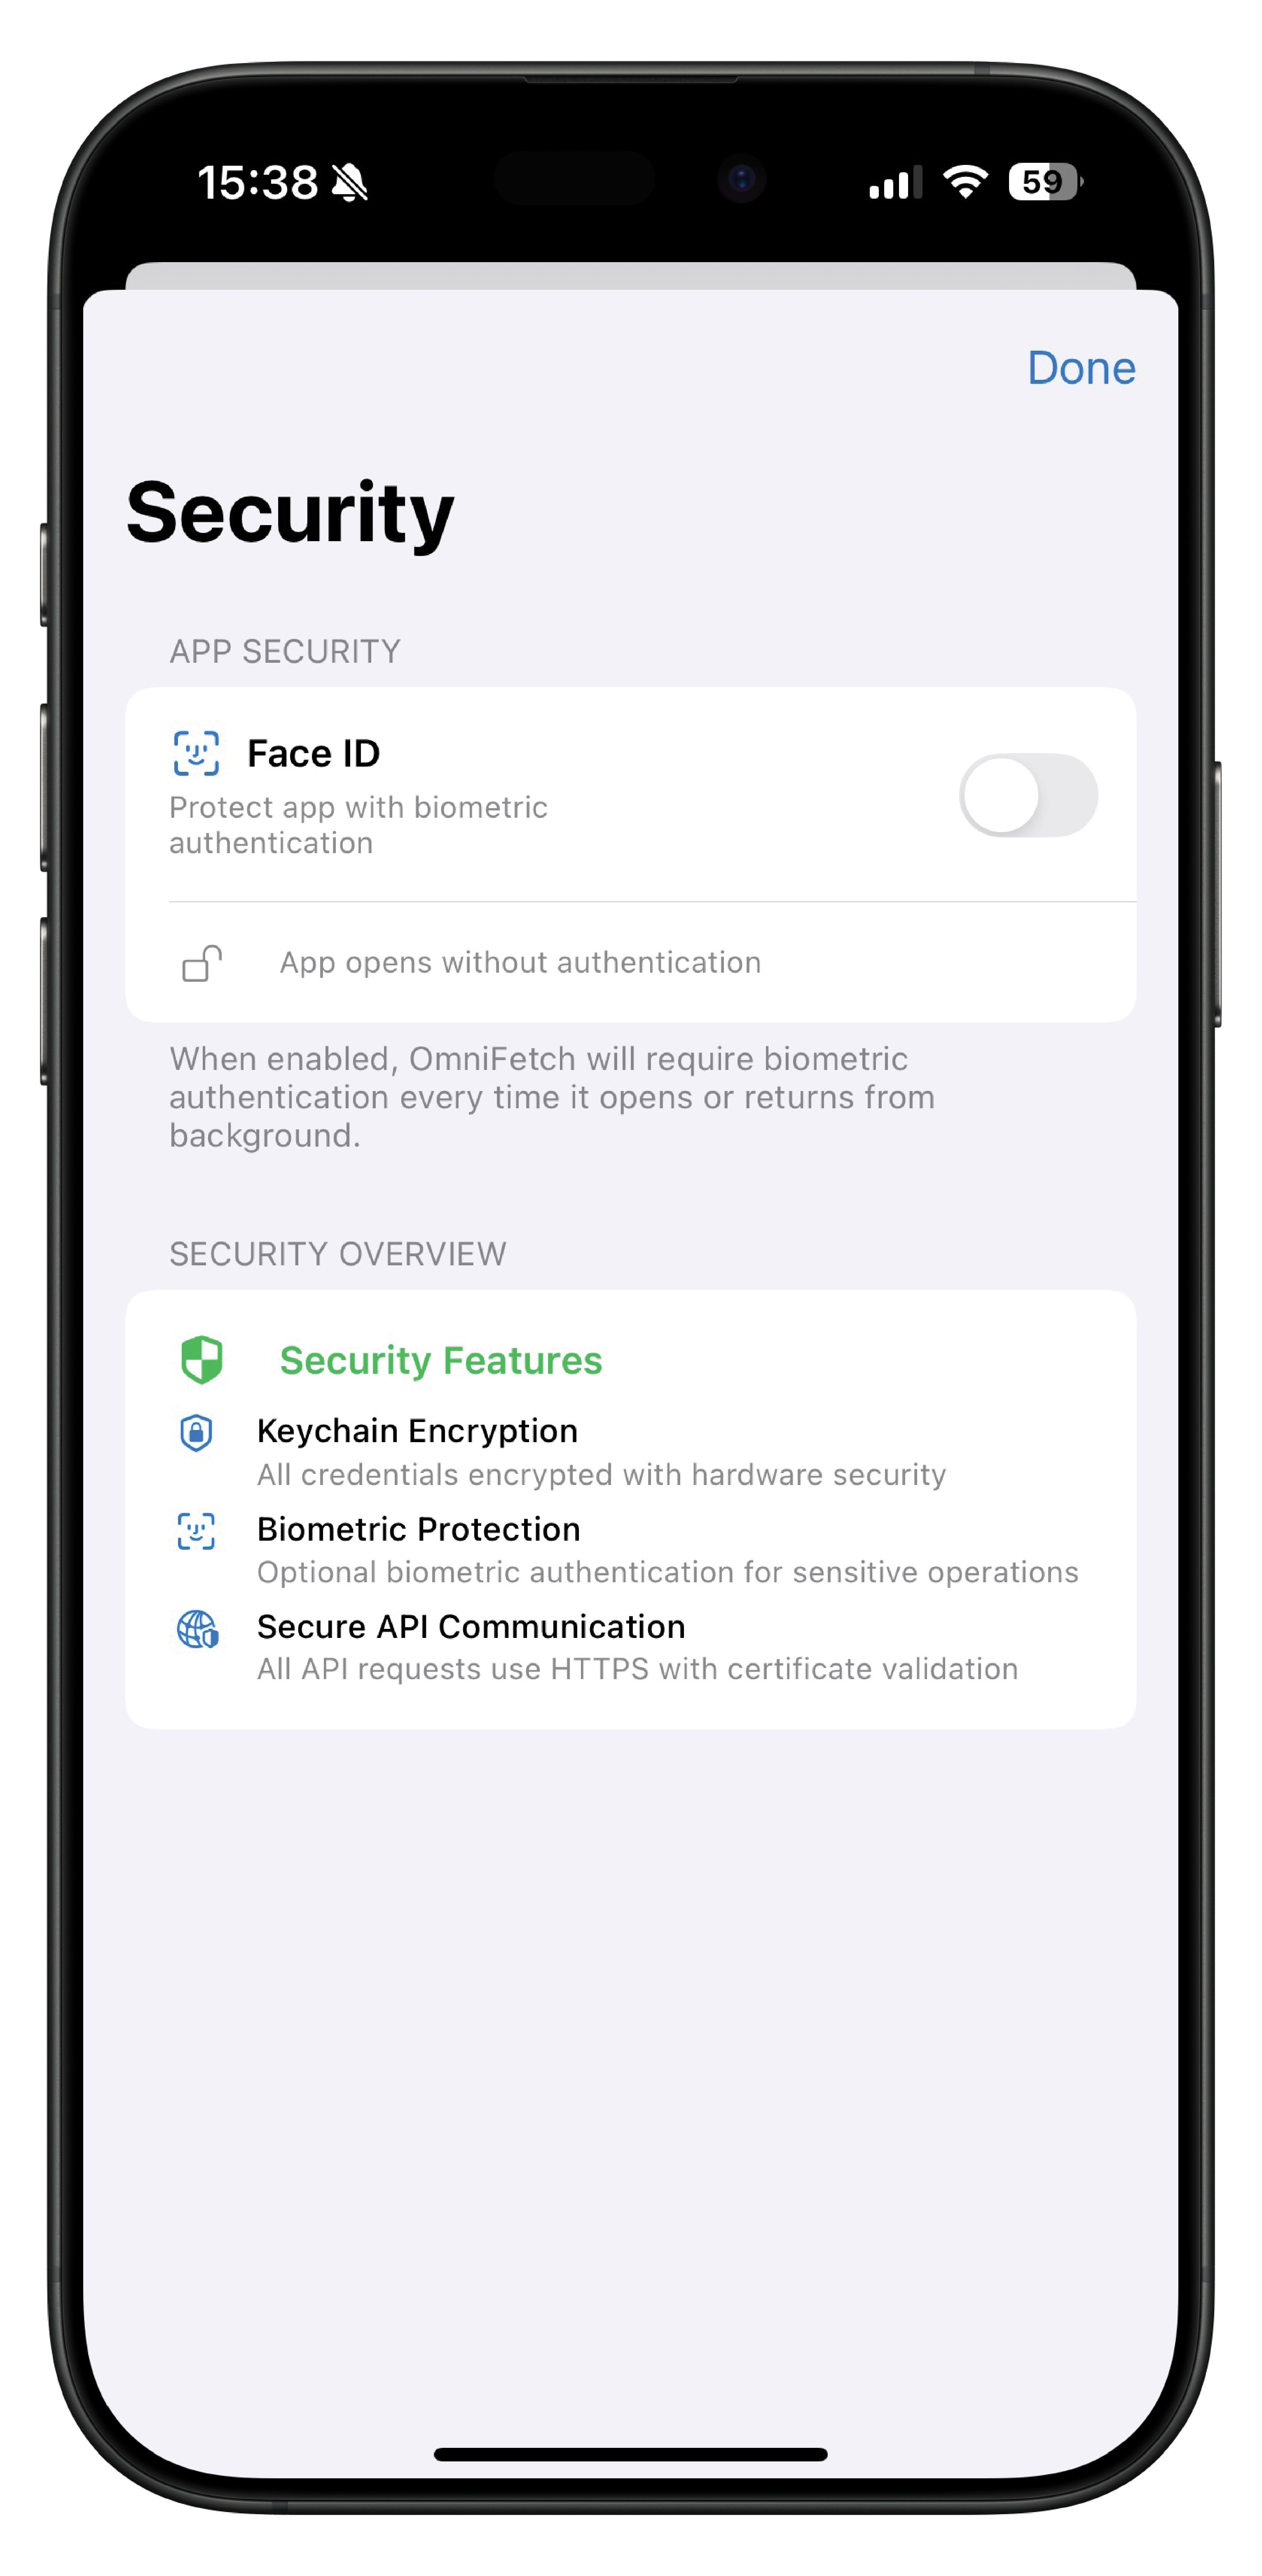 15:38
59
Done
Security
APP SECURITY
Face ID
Protect app with biometric
authentication
App opens without authentication
When enabled, OmniFetch will require biometric
authentication every time it opens or returns from
background.
SECURITY OVERVIEW
Security Features
Keychain Encryption
All credentials encrypted with hardware security
Biometric Protection
Optional biometric authentication for sensitive operations
Secure API Communication
All API requests use HTTPS with certificate validation